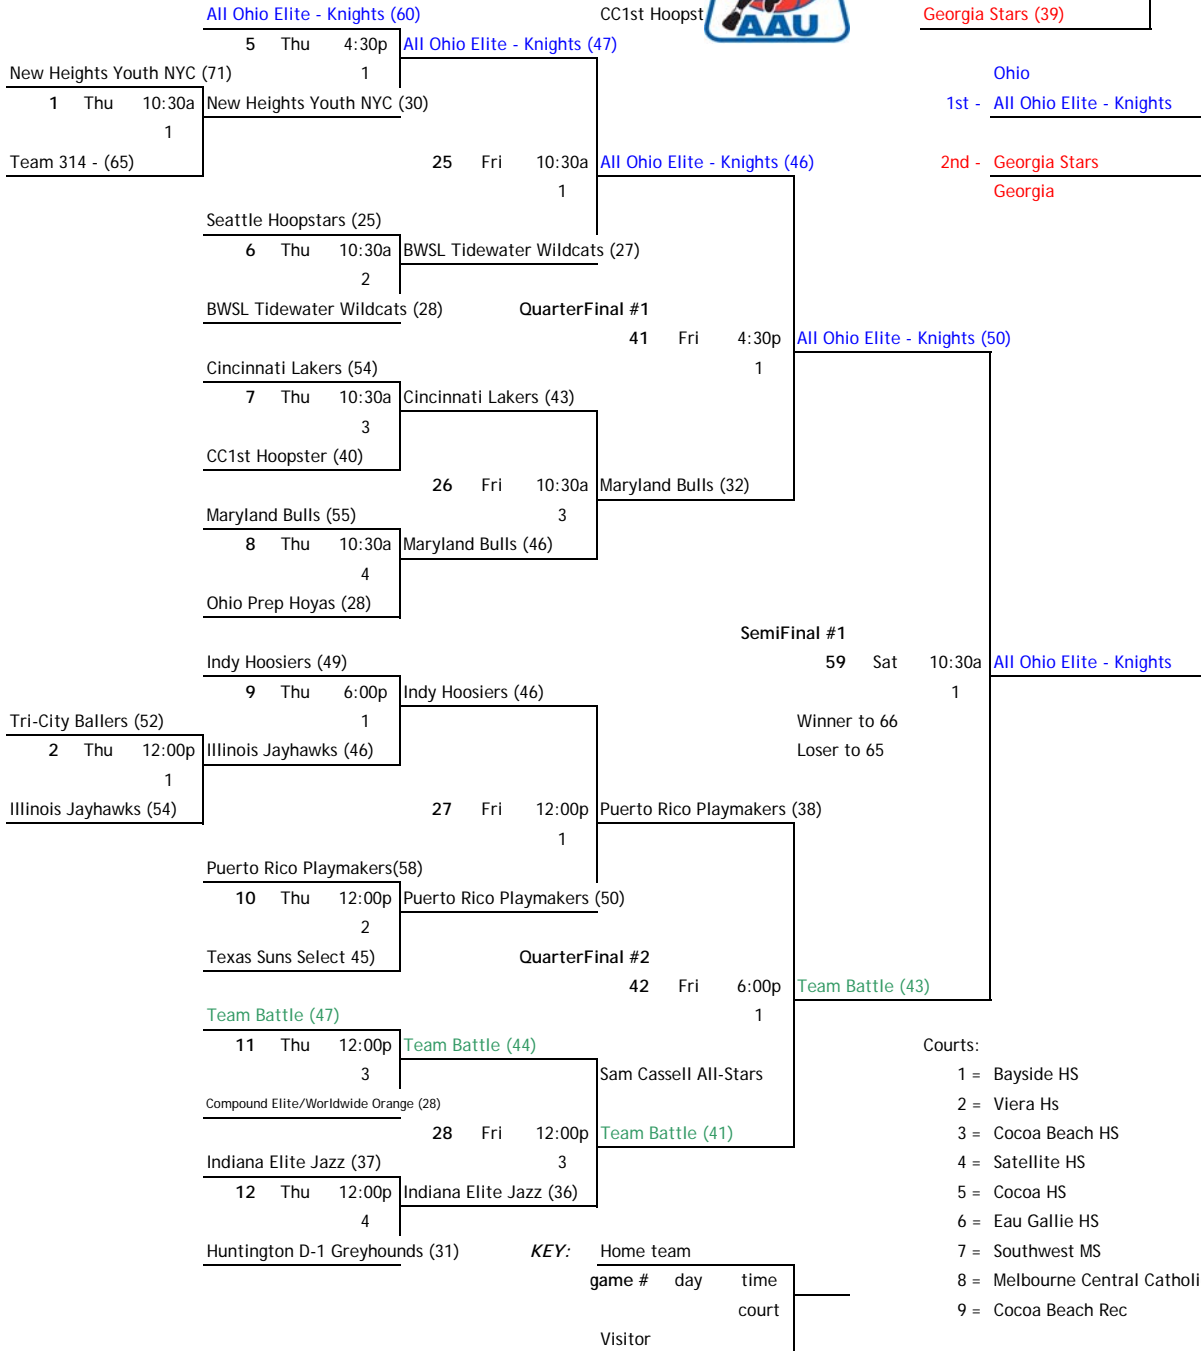 All Ohio Elite - Knights (60) CC1st Hoopst Georgia Stars (39)
AAU
5 Thu 4:30p All Ohio Elite - Knights (47)
New Heights Youth NYC (71) 1 Ohio
1 Thu 10:30a New Heights Youth NYC (30) 1st - All Ohio Elite - Knights
1
Team 314 - (65) 25 Fri 10:30a All Ohio Elite - Knights (46) 2nd - Georgia Stars
1 Georgia
Seattle Hoopstars (25)
6 Thu 10:30a BWSL Tidewater Wildcats (27)
2
BWSL Tidewater Wildcats (28) QuarterFinal #1
41 Fri 4:30p All Ohio Elite - Knights (50)
Cincinnati Lakers (54) 1
7 Thu 10:30a Cincinnati Lakers (43)
3
CC1st Hoopster (40)
26 Fri 10:30a Maryland Bulls (32)
Maryland Bulls (55) 3
8 Thu 10:30a Maryland Bulls (46)
4
Ohio Prep Hoyas (28)
SemiFinal #1
Indy Hoosiers (49) 59 Sat 10:30a All Ohio Elite - Knights
9 Thu 6:00p Indy Hoosiers (46) 1
Tri-City Ballers (52) 1 Winner to 66
2 Thu 12:00p Illinois Jayhawks (46) Loser to 65
1
Illinois Jayhawks (54) 27 Fri 12:00p Puerto Rico Playmakers (38)
1
Puerto Rico Playmakers(58)
10 Thu 12:00p Puerto Rico Playmakers (50)
2
Texas Suns Select 45) QuarterFinal #2
42 Fri 6:00p Team Battle (43)
Team Battle (47) 1
11 Thu 12:00p Team Battle (44) Courts:
3 Sam Cassell All-Stars 1 = Bayside HS
Compound Elite/Worldwide Orange (28) 2 = Viera Hs
28 Fri 12:00p Team Battle (41) 3 = Cocoa Beach HS
Indiana Elite Jazz (37) 3 4 = Satellite HS
12 Thu 12:00p Indiana Elite Jazz (36) 5 = Cocoa HS
4 6 = Eau Gallie HS
Huntington D-1 Greyhounds (31) KEY: Home team 7 = Southwest MS
game # day time 8 = Melbourne Central Catholi
court 9 = Cocoa Beach Rec
Visitor